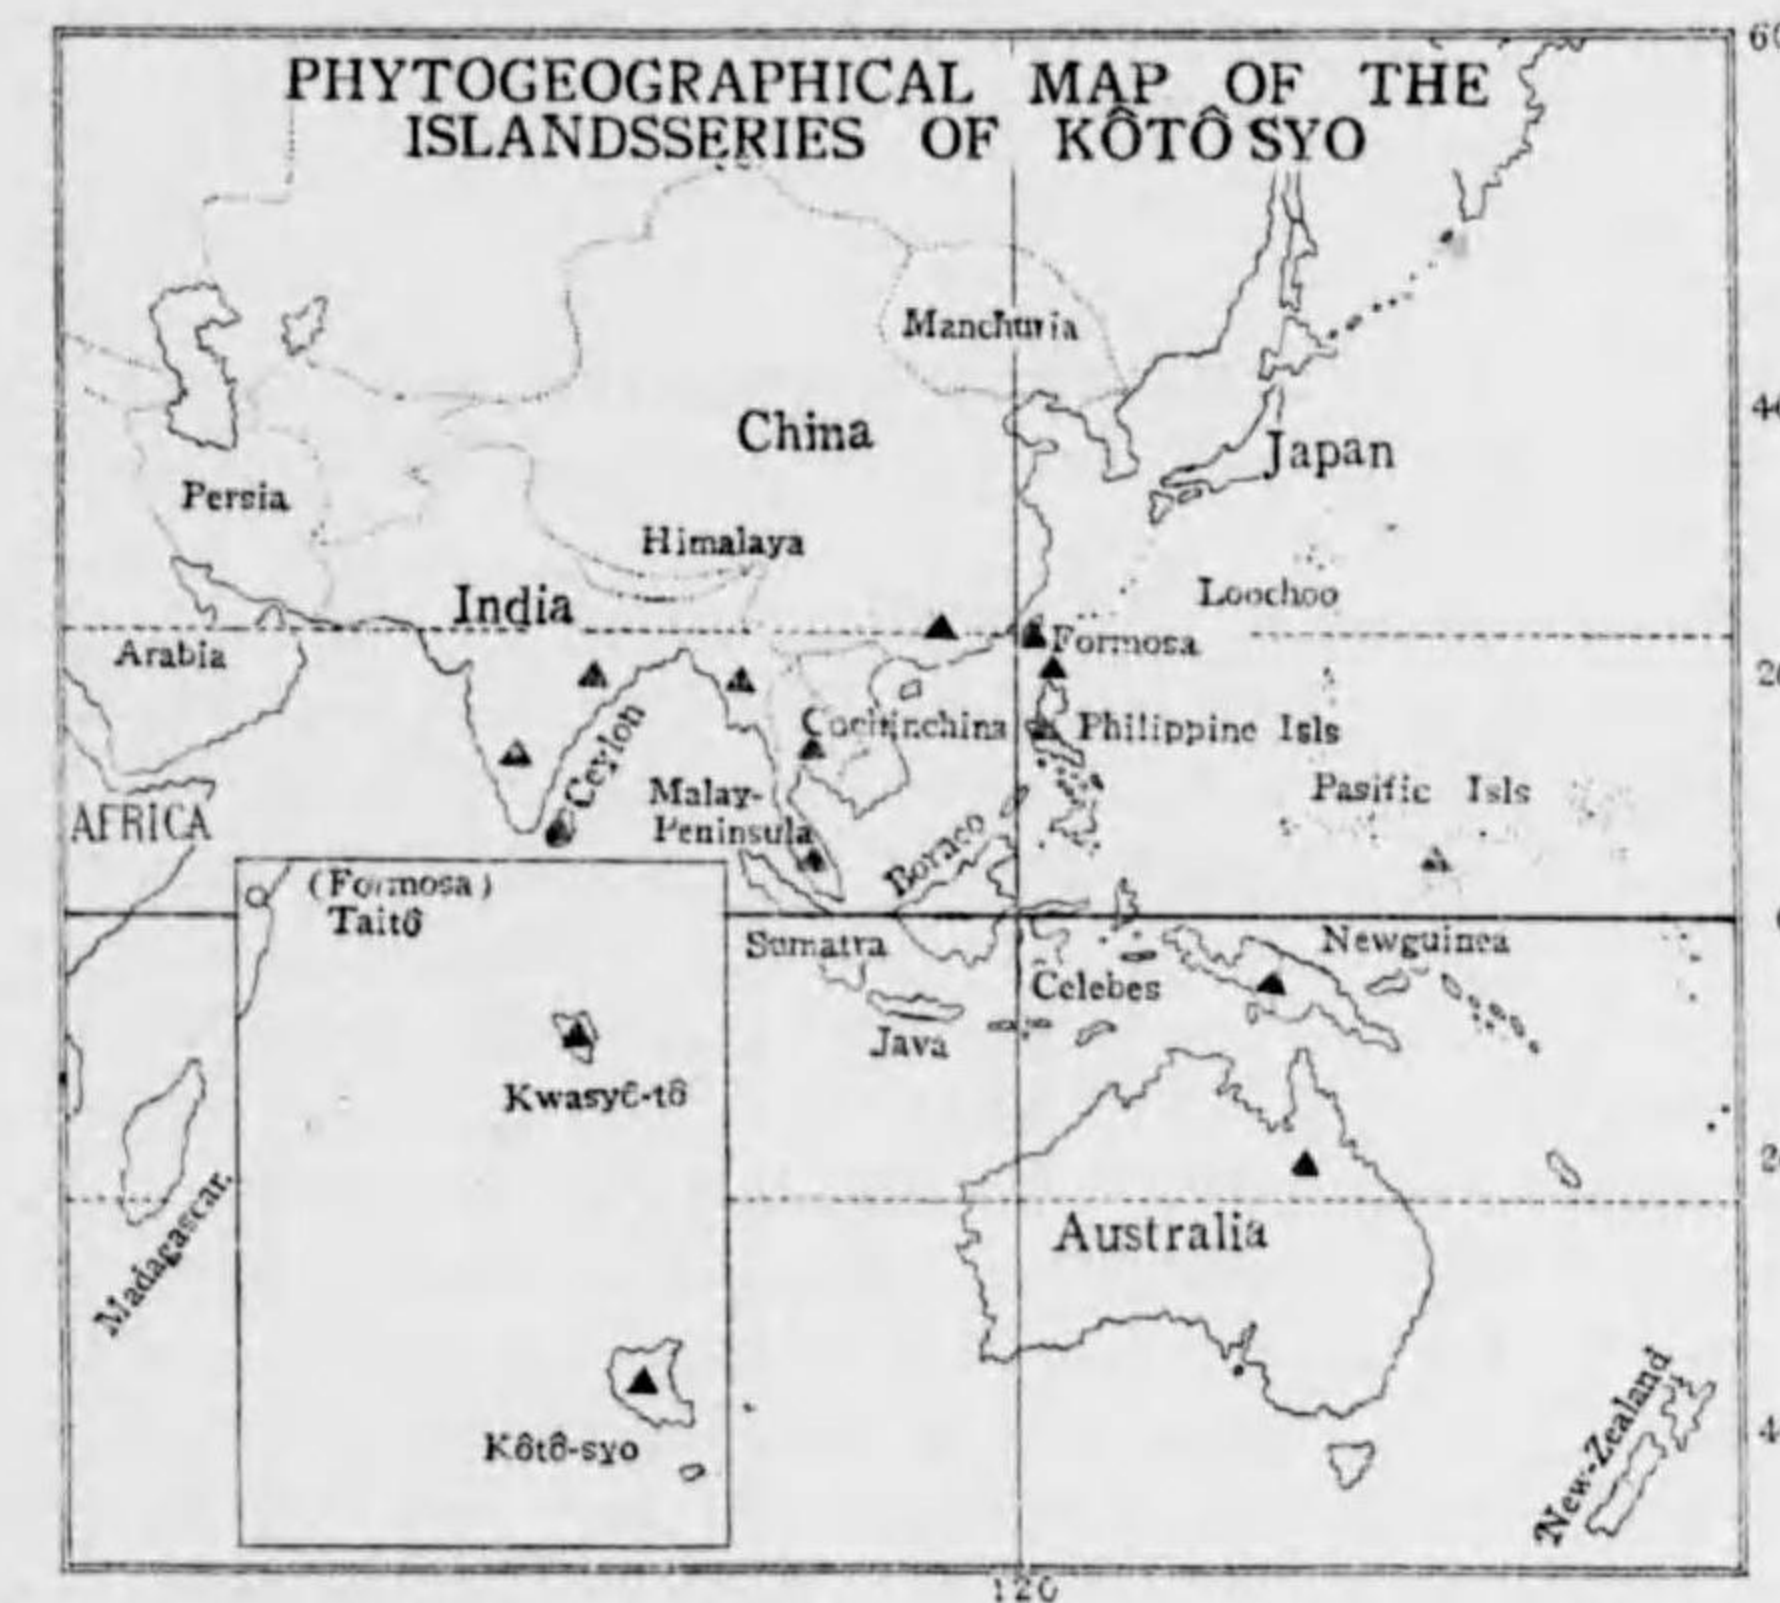 PHYTOGEOGRAPHICAL MAP OF THE
ISLANDSSERIES OF KÔTÔ SYO
Manchuria
China
Japan
Persia
Himalaya
India
Loochoo
Arabia
Formosa
Ceylon
Cochinchina
Philippine Isls
Malay-
Peninsula
Pasific Isls
AFRICA
(Formosa)
Taitô
Sumatra
Newguinea
Celebes
Java
Kwasyô-tô
Madagascar.
Australia
Kôtô-syo
New-Zealand
120